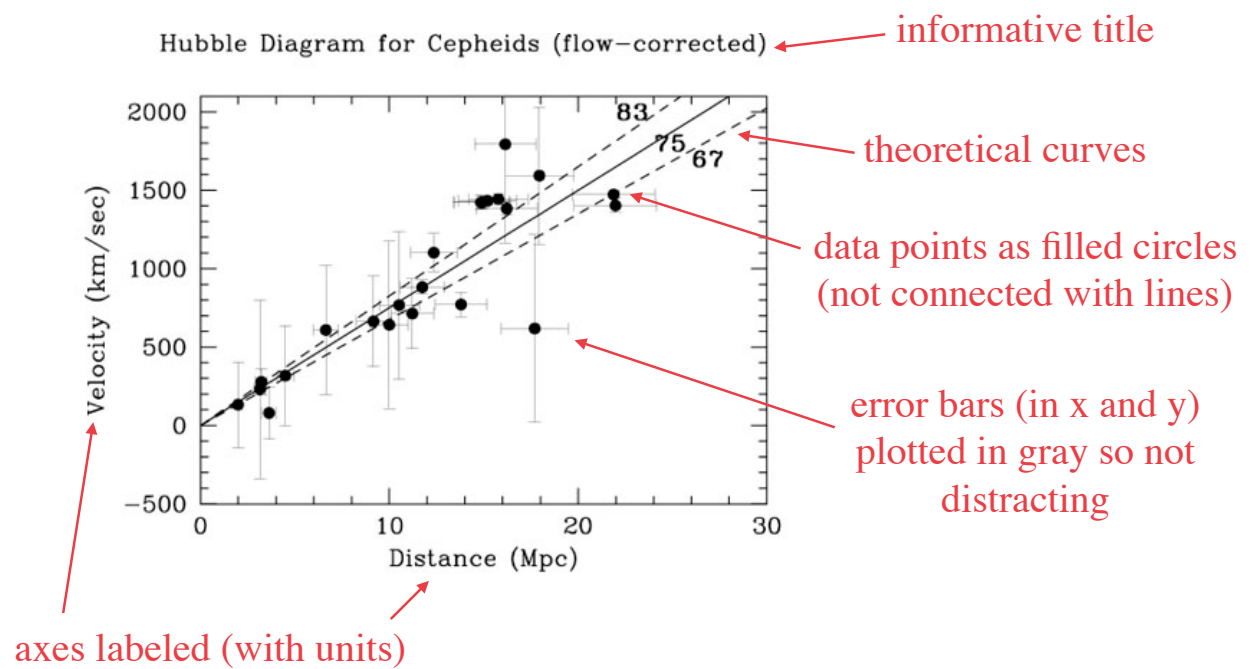 Hubble Diagram for Cepheids (flow-corrected)
informative title
2000
1500
1000
500
0
-500
Velocity (km/sec)
83
75
67
theoretical curves
data points as filled circles
(not connected with lines)
error bars (in x and y)
plotted in gray so not
distracting
0
10
20
30
Distance (Mpc)
axes labeled (with units)